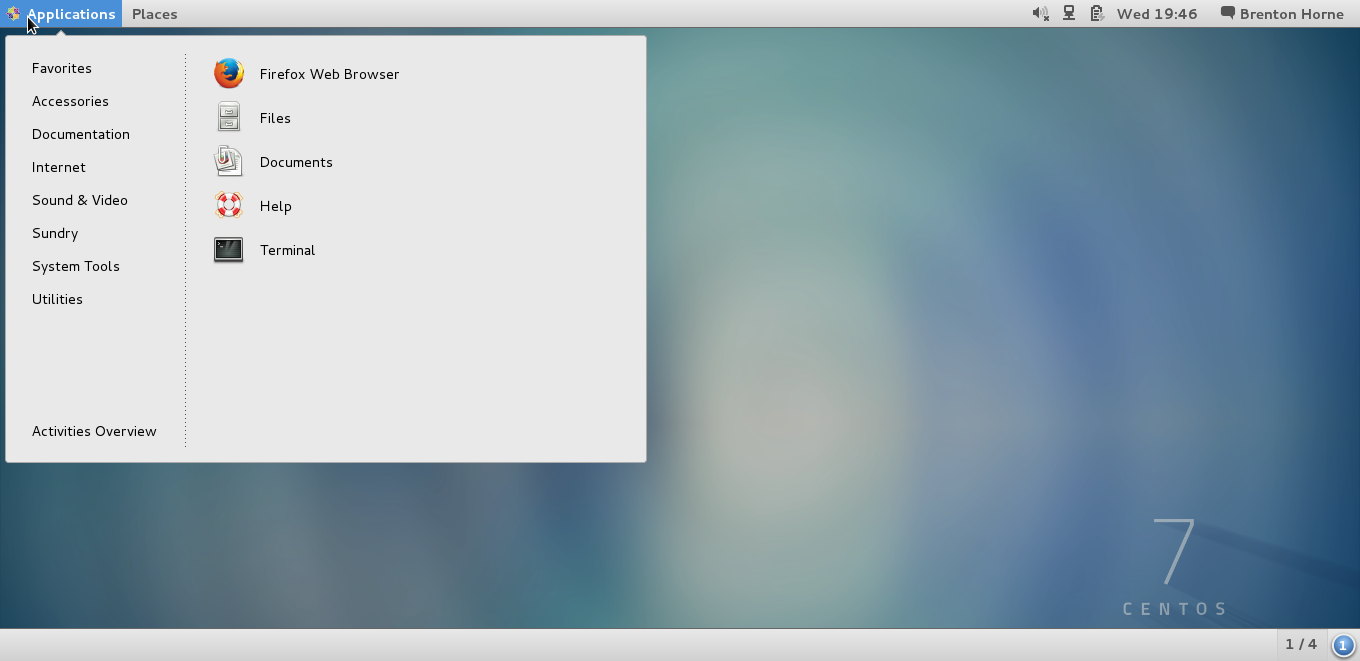 Applications Places Wed 19:46 Brenton Horne
Favorites
Accessories
Documentation
Internet
Sound & Video
Sundry
System Tools
Utilities
Activities Overview
Firefox Web Browser
Files
Documents
Help
Terminal
7
CENTOS
1 / 4 1